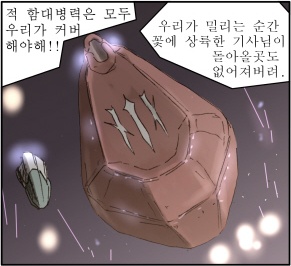 적 함대병력은 모두
우리가 커버
해야해!!
우리가 밀리는 순간
꽃에 상륙한 기사님이
돌아올곳도
없어져버려.